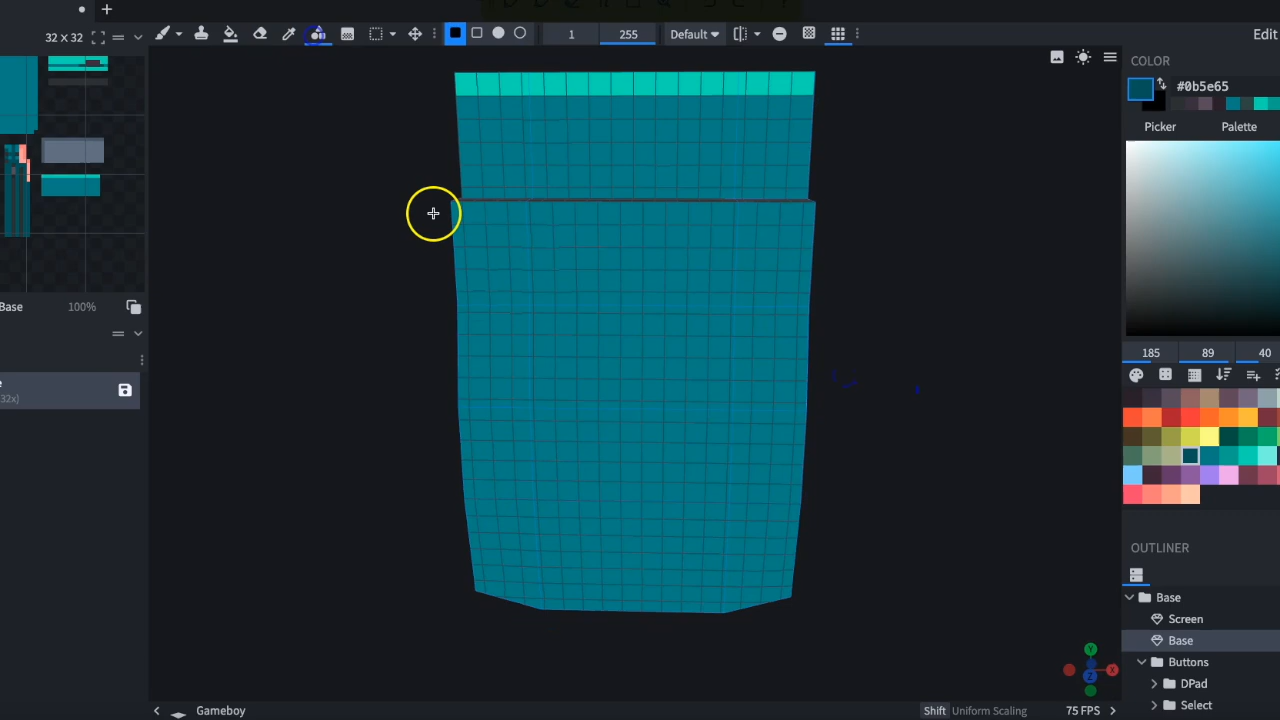 32 x 32
1
255
Default
Edit
COLOR
#0b5e65
Picker
Palette
185
89
40
Base
100%
32x)
OUTLINER
Base
Screen
Base
Buttons
DPad
Select
Gameboy
Shift Uniform Scaling
75 FPS